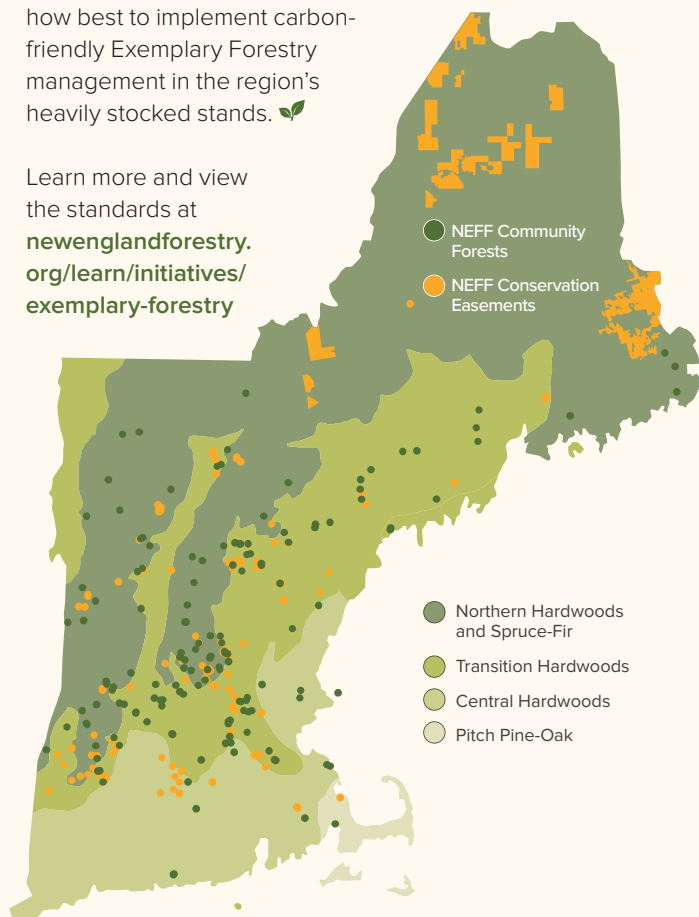 how best to implement carbon-
friendly Exemplary Forestry
management in the region's
heavily stocked stands.
Learn more and view
the standards at
newenglandforestry.
org/learn/initiatives/
exemplary-forestry
NEFF Community
Forests
NEFF Conservation
Easements
Northern Hardwoods
and Spruce-Fir
Transition Hardwoods
Central Hardwoods
Pitch Pine-Oak